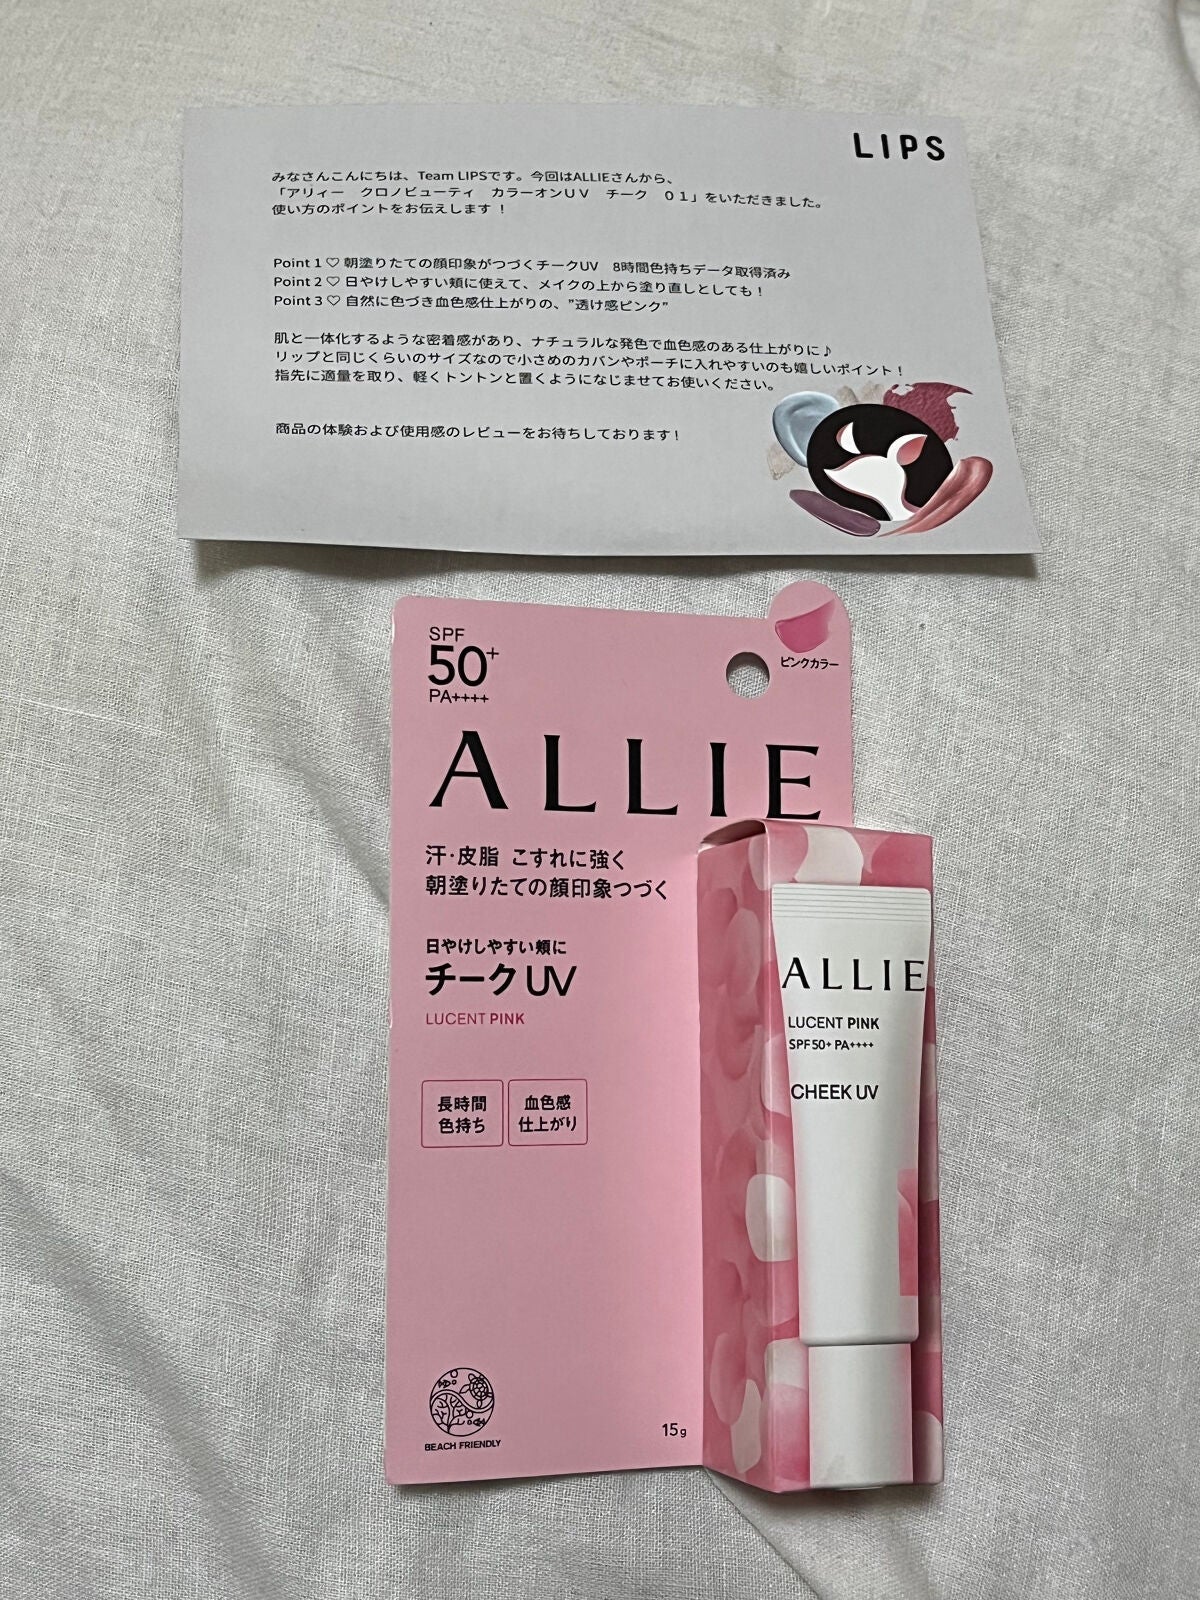 LIPS
みなさんこんにちは、Team LIPSです。今回はALLIEさんから、
「アリィー　クロノビューティ　カラーオンＵＶ　チーク　０１」をいただきました。
使い方のポイントをお伝えします！
Point 1 ♡ 朝塗りたての顔印象がつづくチークUV　8時間色持ちデータ取得済み
Point 2 ♡ 日やけしやすい頬に使えて、メイクの上から塗り直しとしても！
Point 3 ♡ 自然に色づき血色感仕上がりの、”透け感ピンク”
肌と一体化するような密着感があり、ナチュラルな発色で血色感のある仕上がりに♪
リップと同じくらいのサイズなので小さめのカバンやポーチに入れやすいのも嬉しいポイント！
指先に適量を取り、軽くトントンと置くようになじませてお使いください。
商品の体験および使用感のレビューをお待ちしております！
SPF
50+
PA++++
ピンクカラー
ALLIE
汗・皮脂 こすれに強く
朝塗りたての顔印象つづく
日やけしやすい頬に
チークUV
LUCENT PINK
長時間
色持ち
血色感
仕上がり
BEACH FRIENDLY
15g
ALLIE
LUCENT PINK
SPF50+ PA++++
CHEEK UV